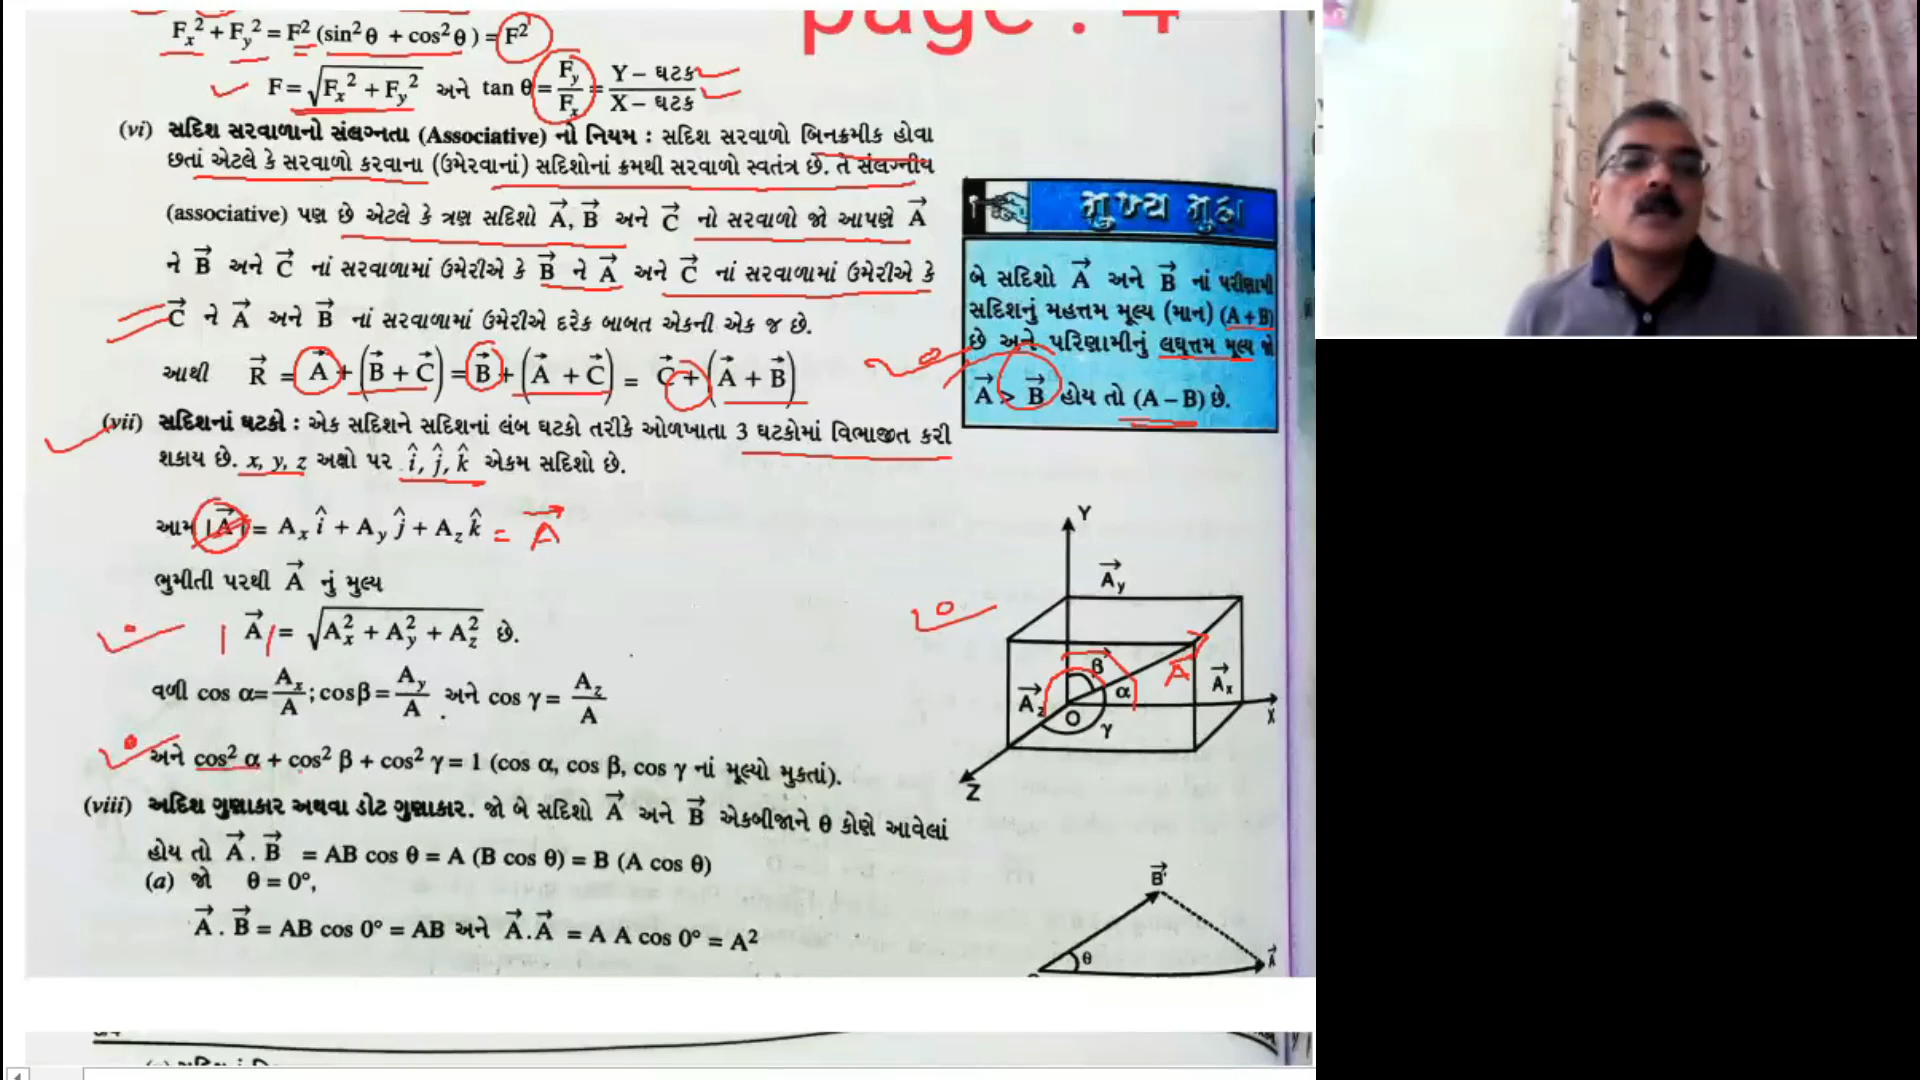 page : 4
Fx² + Fy² = F² (sin² θ + cos² θ) = F²
F = √Fx² + Fy² અને tan θ = Fy/Fx = Y – ઘટક / X – ઘટક
(vi) સદિશ સરવાળાનો સંલગ્નતા (Associative) નો નિયમ : સદિશ સરવાળો બિનક્રમીક હોવા
છતાં એટલે કે સરવાળો કરવાના (ઉમેરવાનાં) સદિશોનાં ક્રમથી સરવાળો સ્વતંત્ર છે. તે સંલગ્નીય
(associative) પણ છે એટલે કે ત્રણ સદિશો A⃗, B⃗ અને C⃗ નો સરવાળો જો આપણે A⃗
ને B⃗ અને C⃗ નાં સરવાળામાં ઉમેરીએ કે B⃗ ને A⃗ અને C⃗ નાં સરવાળામાં ઉમેરીએ કે
C⃗ ને A⃗ અને B⃗ નાં સરવાળામાં ઉમેરીએ દરેક બાબત એકની એક જ છે.
આથી R⃗ = A⃗ + (B⃗ + C⃗) = B⃗ + (A⃗ + C⃗) = C⃗ + (A⃗ + B⃗)
(vii) સદિશનાં ઘટકો : એક સદિશને સદિશનાં લંબ ઘટકો તરીકે ઓળખાતા 3 ઘટકોમાં વિભાજીત કરી
શકાય છે. x, y, z અક્ષો પર î, ĵ, k̂ એકમ સદિશો છે.
આમ |A⃗| = Ax î + Ay ĵ + Az k̂ = A⃗
ભુમીતી પરથી A⃗ નું મુલ્ય
|A⃗| = √Ax² + Ay² + Az² છે.
વળી cos α = Ax/A ; cos β = Ay/A અને cos γ = Az/A
અને cos² α + cos² β + cos² γ = 1 (cos α, cos β, cos γ નાં મૂલ્યો મુકતાં).
(viii) અદિશ ગુણાકાર અથવા ડોટ ગુણાકાર. જો બે સદિશો A⃗ અને B⃗ એકબીજાને θ કોણે આવેલાં
હોય તો A⃗ . B⃗ = AB cos θ = A (B cos θ) = B (A cos θ)
(a) જો θ = 0°,
A⃗ . B⃗ = AB cos 0° = AB અને A⃗.A⃗ = A A cos 0° = A²
મુખ્ય મુદ્દા
બે સદિશો A⃗ અને B⃗ નાં પરીણામી
સદિશનું મહત્તમ મૂલ્ય (માન) (A + B)
છે અને પરિણામીનું લઘુત્તમ મૂલ્ય જો
A⃗ > B⃗ હોય તો (A – B) છે.
Y
A⃗y
β
A⃗
α
A⃗x
A⃗z
O
γ
X
Z
B⃗
θ
A⃗